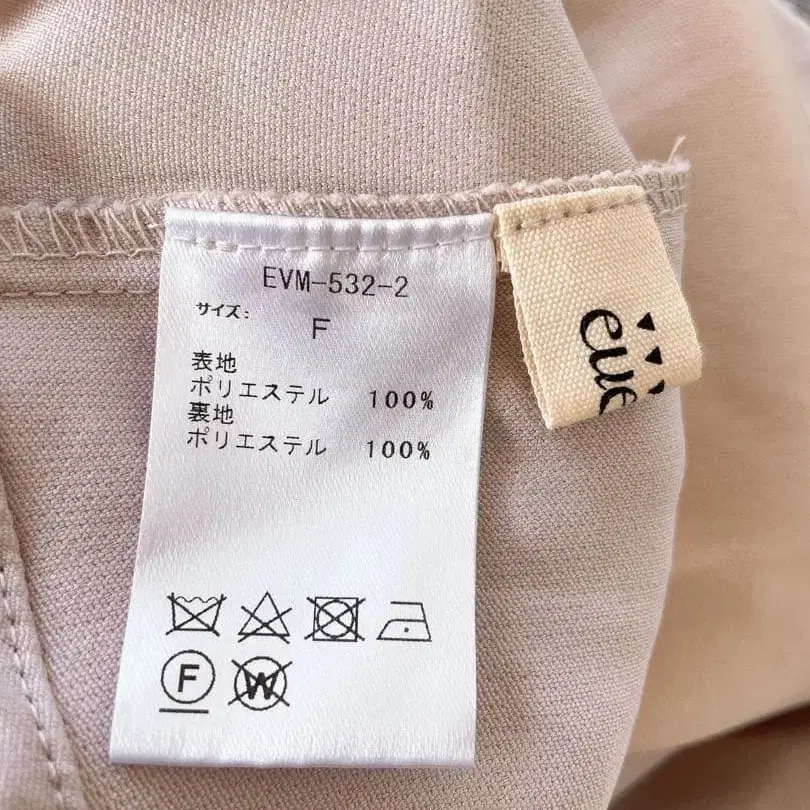 EVM-532-2
サイズ:
F
表地
ポリエステル 100%
裏地
ポリエステル 100%
F
W